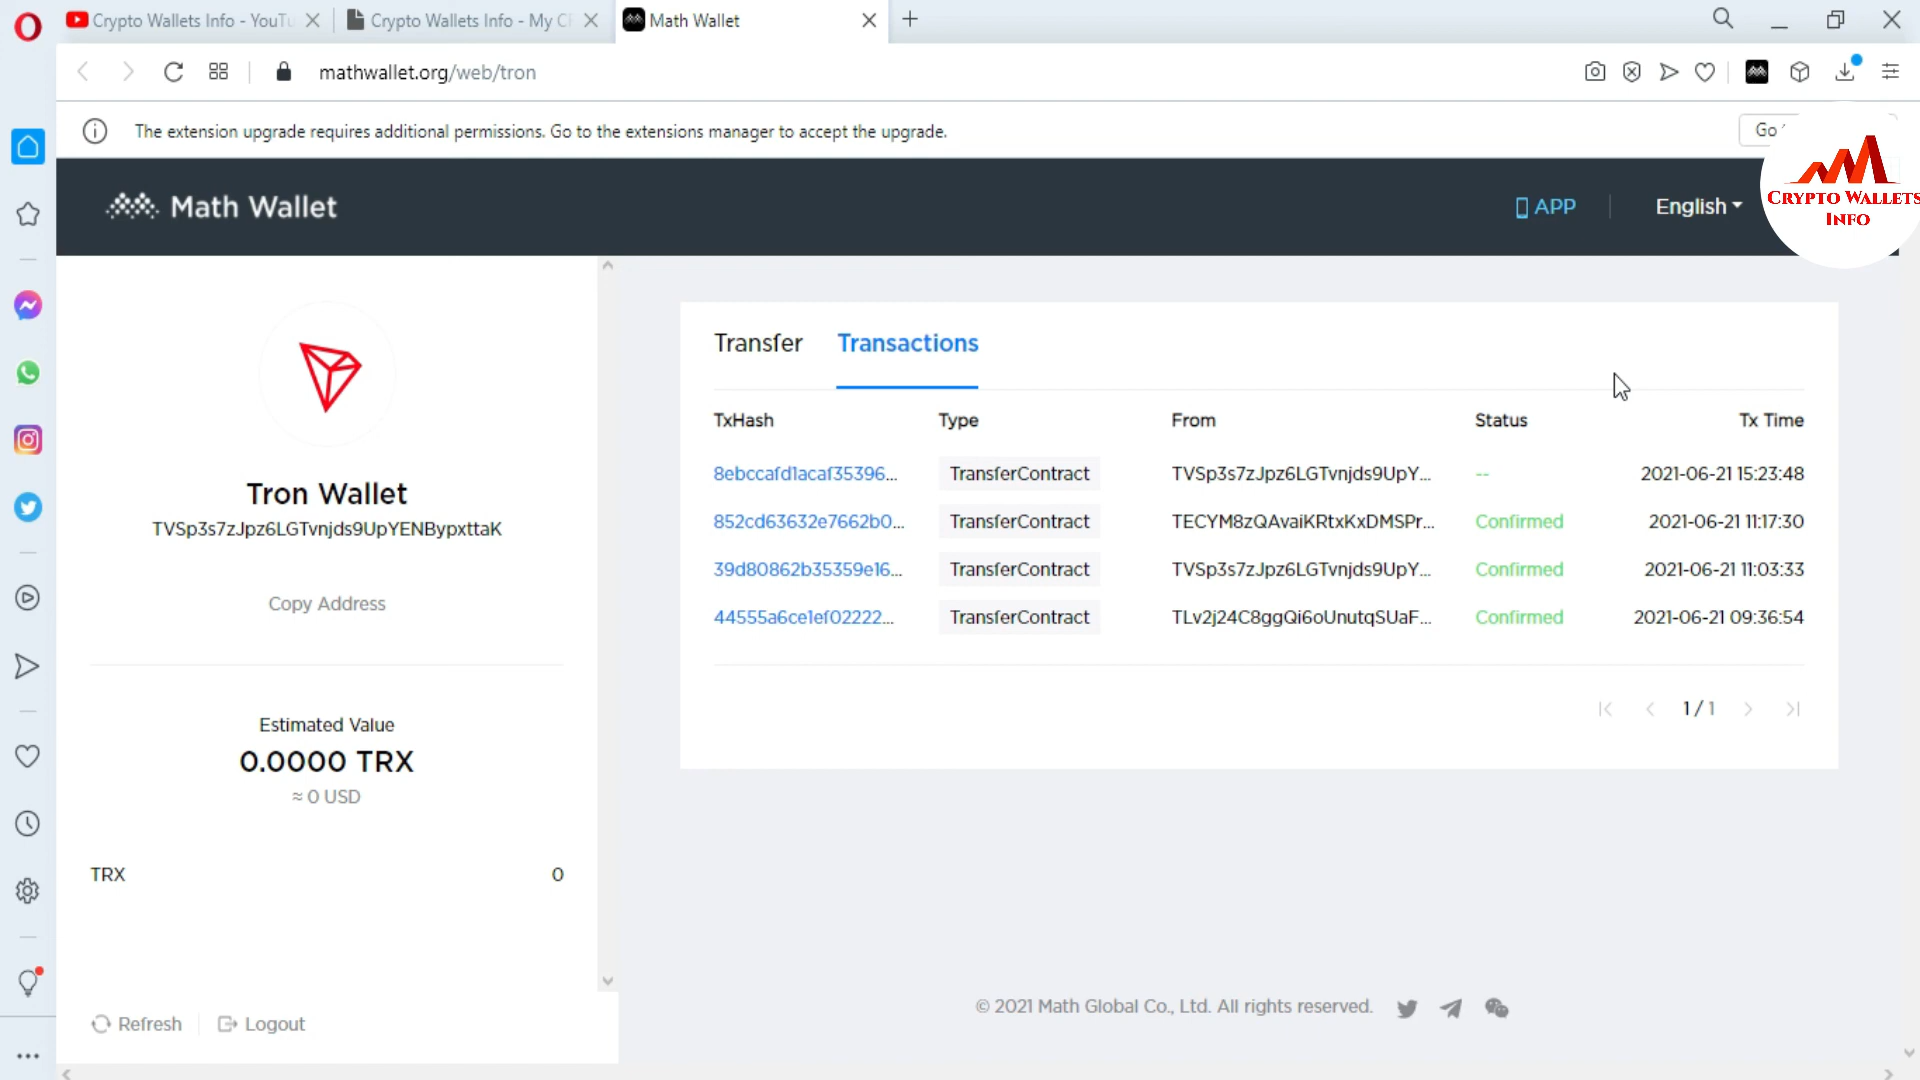 Crypto Wallets Info - YouTu
Crypto Wallets Info - My C
Math Wallet
mathwallet.org/web/tron
The extension upgrade requires additional permissions. Go to the extensions manager to accept the upgrade.
Go
Math Wallet
APP
English
CRYPTO WALLETS
INFO
Tron Wallet
TVSp3s7zJpz6LGTvnjds9UpYENBypxttaK
Copy Address
Estimated Value
0.0000 TRX
≈ 0 USD
TRX 0
Refresh
Logout
Transfer
Transactions
TxHash Type From Status Tx Time
8ebccafd1acaf35396... TransferContract TVSp3s7zJpz6LGTvnjds9UpY... -- 2021-06-21 15:23:48
852cd63632e7662b0... TransferContract TECYM8zQAvaiKRtxKxDMSPr... Confirmed 2021-06-21 11:17:30
39d80862b35359e16... TransferContract TVSp3s7zJpz6LGTvnjds9UpY... Confirmed 2021-06-21 11:03:33
44555a6ce1ef02222... TransferContract TLv2j24C8ggQi6oUnutqSUaF... Confirmed 2021-06-21 09:36:54
1 / 1
© 2021 Math Global Co., Ltd. All rights reserved.